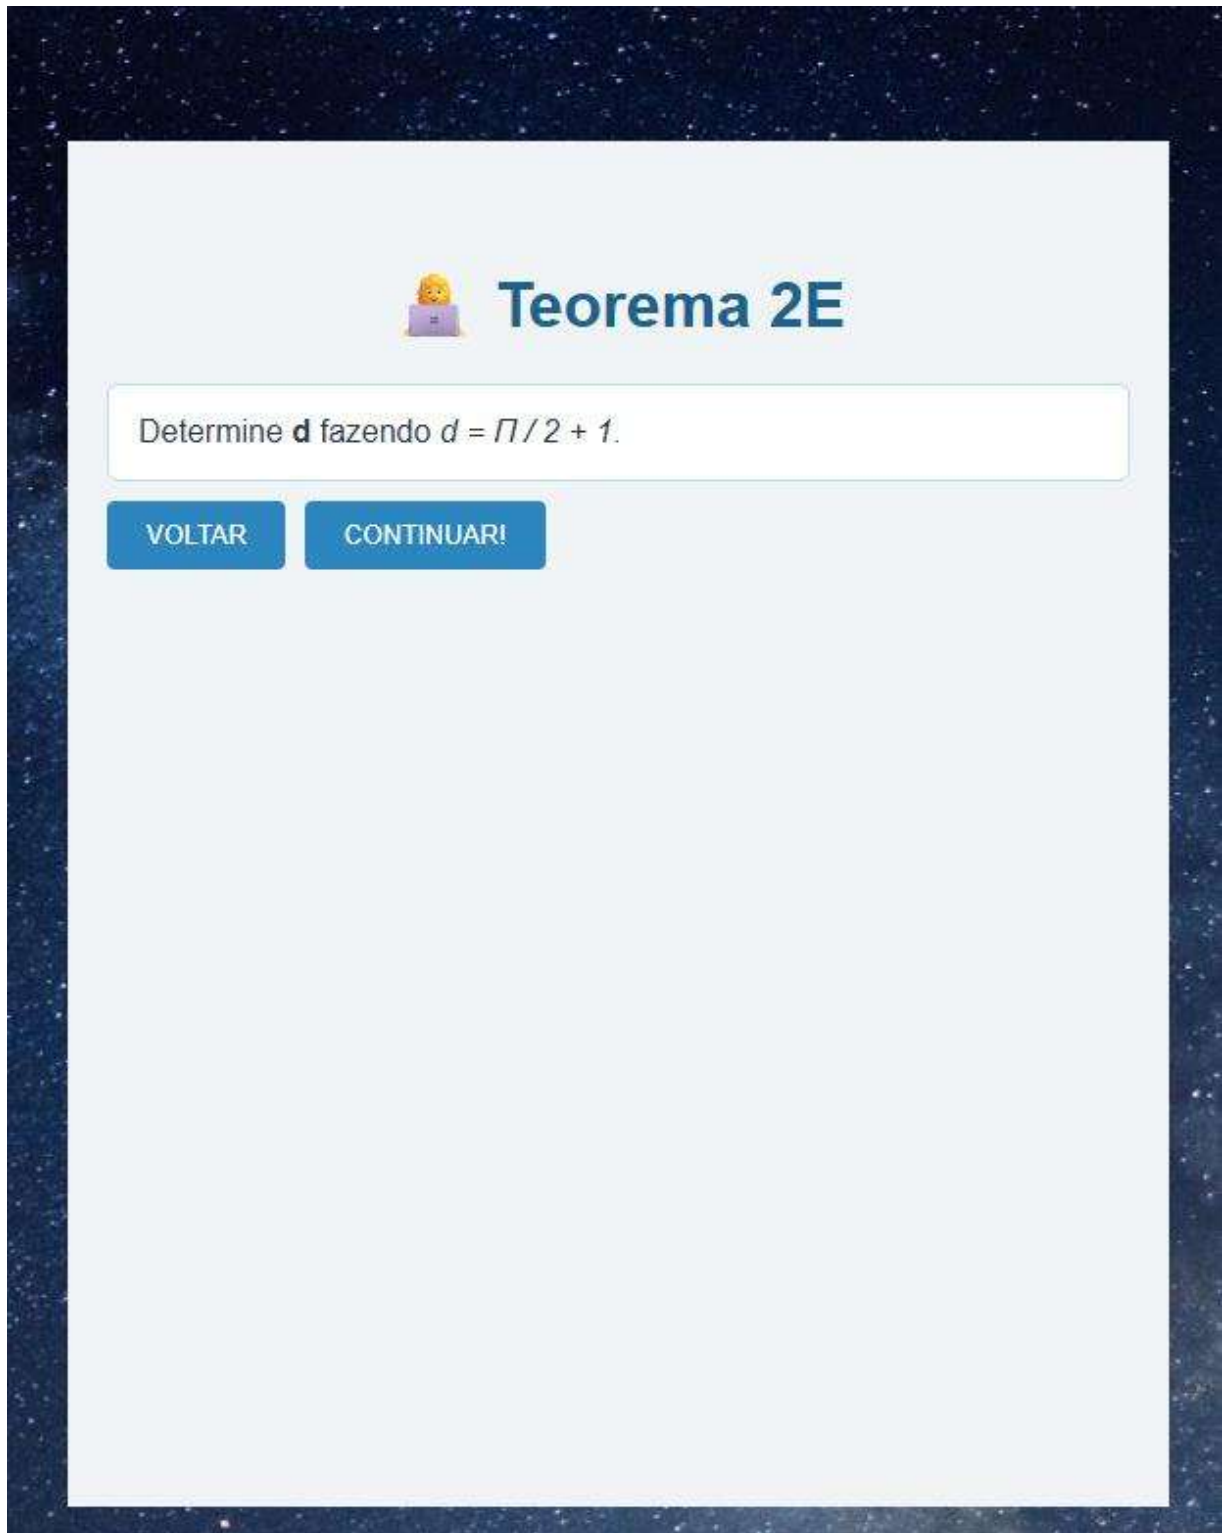 Teorema 2E
Determine d fazendo d = Π / 2 + 1.
VOLTAR CONTINUAR!